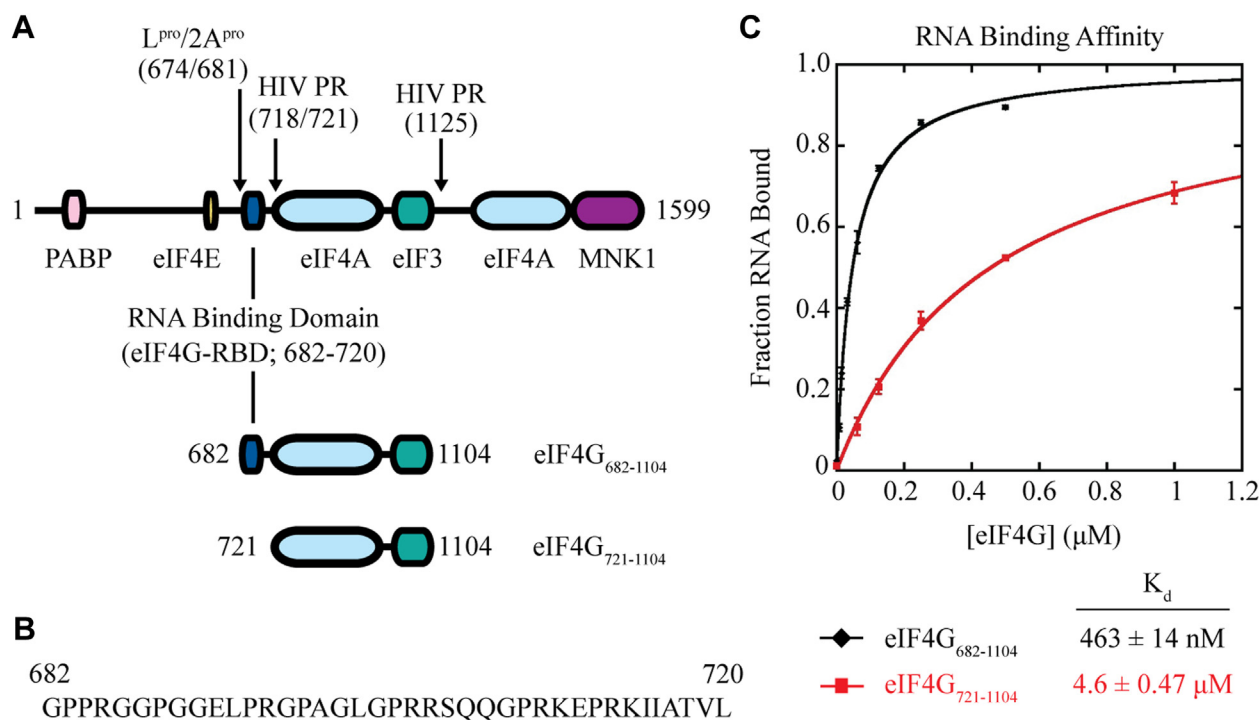 A
L^pro/2A^pro
(674/681)
HIV PR
(718/721)
HIV PR
(1125)
1
1599
PABP
eIF4E
eIF4A
eIF3
eIF4A
MNK1
RNA Binding Domain
(eIF4G-RBD; 682-720)
682
1104
eIF4G682-1104
721
1104
eIF4G721-1104
B
682
720
GPPRGGPGGELPRGPAGLGPRRSQQGPRKEPRKIIATVL
C
RNA Binding Affinity
Fraction RNA Bound
1.0
0.8
0.6
0.4
0.2
0
0 0.2 0.4 0.6 0.8 1 1.2
[eIF4G] (μM)
Kd
eIF4G682-1104 463 ± 14 nM
eIF4G721-1104 4.6 ± 0.47 μM